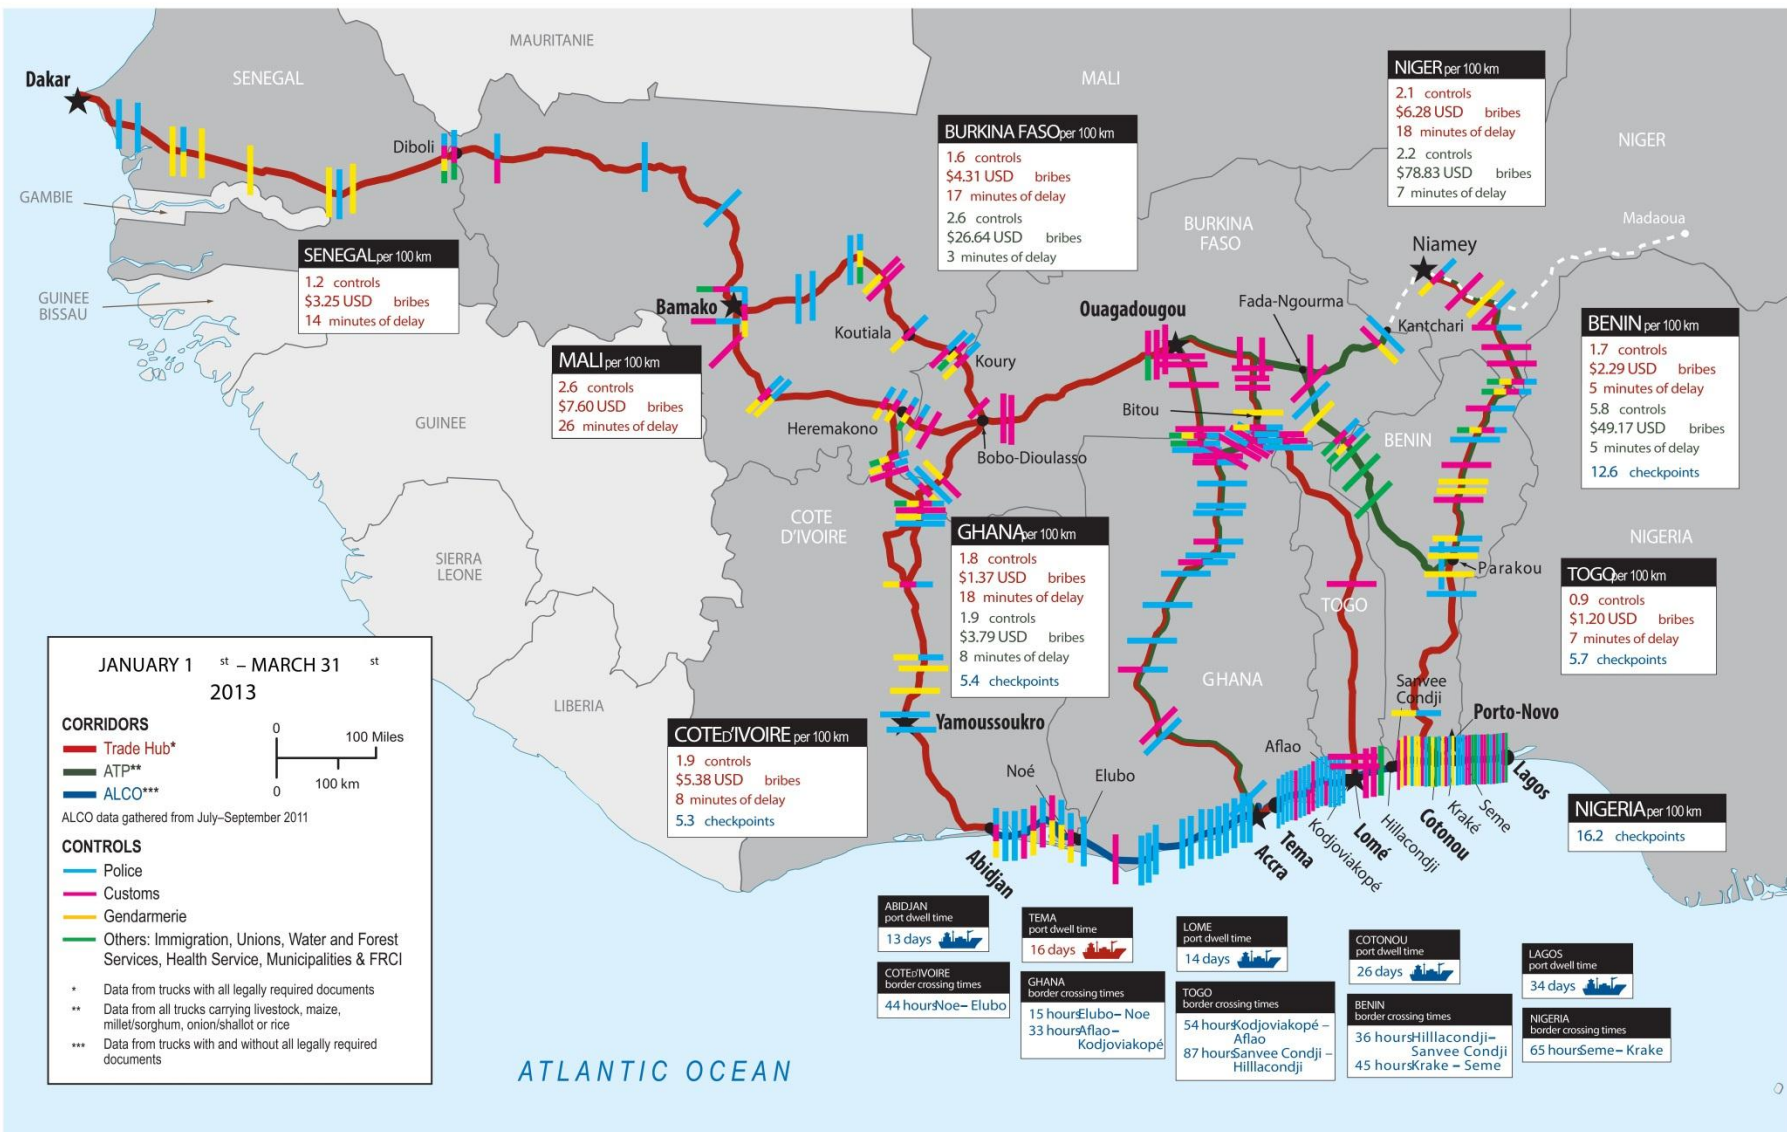 MAURITANIE
Dakar
SENEGAL
MALI
NIGER per 100 km
2.1 controls
$6.28 USD bribes
18 minutes of delay
2.2 controls
$78.83 USD bribes
7 minutes of delay
NIGER
BURKINA FASO per 100 km
1.6 controls
$4.31 USD bribes
17 minutes of delay
2.6 controls
$26.64 USD bribes
3 minutes of delay
Diboli
GAMBIE
BURKINA
FASO
Madaoua
Niamey
SENEGAL per 100 km
1.2 controls
$3.25 USD bribes
14 minutes of delay
GUINEE
BISSAU
Bamako
Ouagadougou
Fada-Ngourma
Kantchari
Koutiala
Koury
BENIN per 100 km
1.7 controls
$2.29 USD bribes
5 minutes of delay
5.8 controls
$49.17 USD bribes
5 minutes of delay
12.6 checkpoints
MALI per 100 km
2.6 controls
$7.60 USD bribes
26 minutes of delay
GUINEE
Heremakono
Bitou
Bobo-Dioulasso
BENIN
COTE
D'IVOIRE
GHANA per 100 km
1.8 controls
$1.37 USD bribes
18 minutes of delay
1.9 controls
$3.79 USD bribes
8 minutes of delay
5.4 checkpoints
NIGERIA
SIERRA
LEONE
Parakou
TOGO per 100 km
0.9 controls
$1.20 USD bribes
7 minutes of delay
5.7 checkpoints
TOGO
GHANA
LIBERIA
Sanvee
Condji
Porto-Novo
Yamoussoukro
COTE D'IVOIRE per 100 km
1.9 controls
$5.38 USD bribes
8 minutes of delay
5.3 checkpoints
Aflao
Noé
Elubo
Lagos
NIGERIA per 100 km
16.2 checkpoints
Abidjan
Accra
Tema
Kodjoviakopé
Lomé
Hillacondji
Cotonou
Kraké
Seme
JANUARY 1 st – MARCH 31 st
2013
CORRIDORS
Trade Hub*
ATP**
ALCO***
0
100 Miles
0
100 km
ALCO data gathered from July–September 2011
CONTROLS
Police
Customs
Gendarmerie
Others: Immigration, Unions, Water and Forest
Services, Health Service, Municipalities & FRCI
* Data from trucks with all legally required documents
** Data from all trucks carrying livestock, maize,
millet/sorghum, onion/shallot or rice
*** Data from trucks with and without all legally required
documents
ABIDJAN
port dwell time
13 days
COTE D'IVOIRE
border crossing times
44 hours Noe– Elubo
TEMA
port dwell time
16 days
GHANA
border crossing times
15 hours Elubo– Noe
33 hours Aflao –
Kodjoviakopé
LOME
port dwell time
14 days
TOGO
border crossing times
54 hours Kodjoviakopé –
Aflao
87 hours Sanvee Condji –
Hilllacondji
COTONOU
port dwell time
26 days
BENIN
border crossing times
36 hours Hilllacondji–
Sanvee Condji
45 hours Krake – Seme
LAGOS
port dwell time
34 days
NIGERIA
border crossing times
65 hours Seme– Krake
ATLANTIC OCEAN